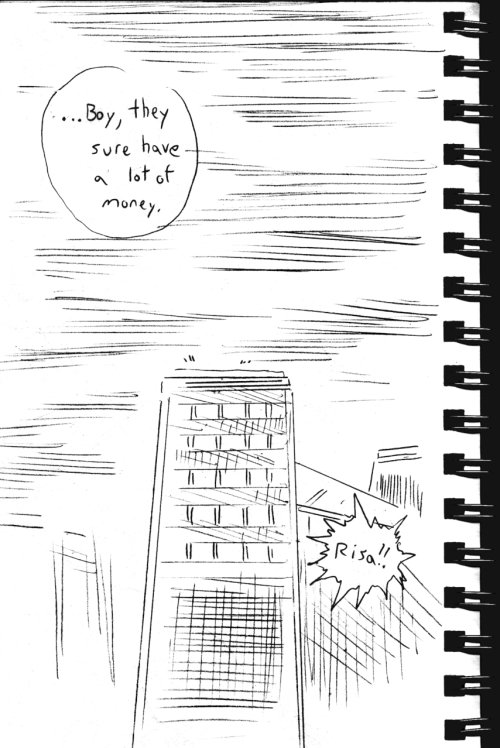 ...Boy, they
sure have
a lot of
money.
Risa!!